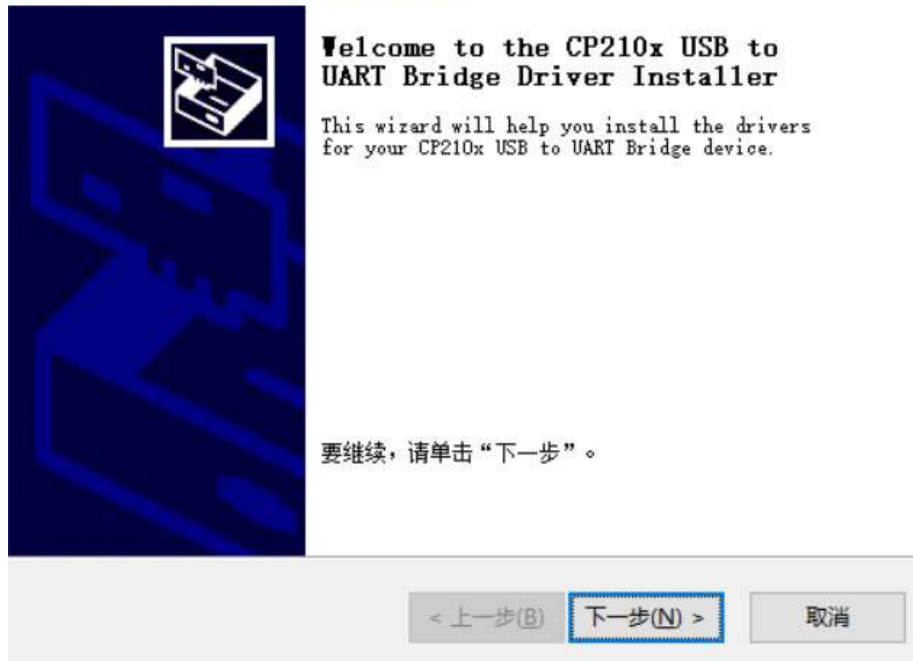 Welcome to the CP210x USB to
UART Bridge Driver Installer
This wizard will help you install the drivers
for your CP210x USB to UART Bridge device.
要继续，请单击“下一步”。
< 上一步(B)
下一步(N) >
取消